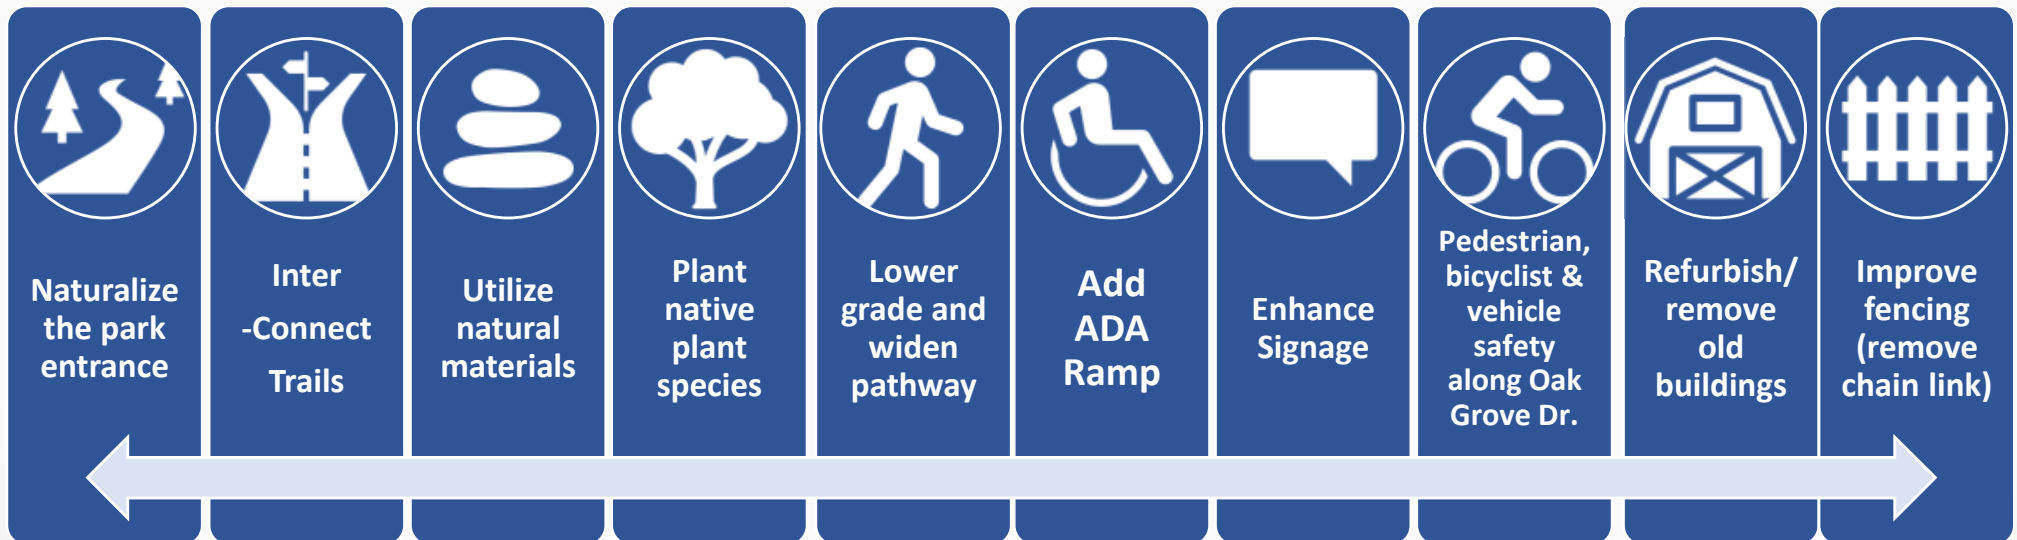 Naturalize
the park
entrance
Inter
-Connect
Trails
Utilize
natural
materials
Plant
native
plant
species
Lower
grade and
widen
pathway
Add
ADA
Ramp
Enhance
Signage
Pedestrian,
bicyclist &
vehicle
safety
along Oak
Grove Dr.
Refurbish/
remove
old
buildings
Improve
fencing
(remove
chain link)